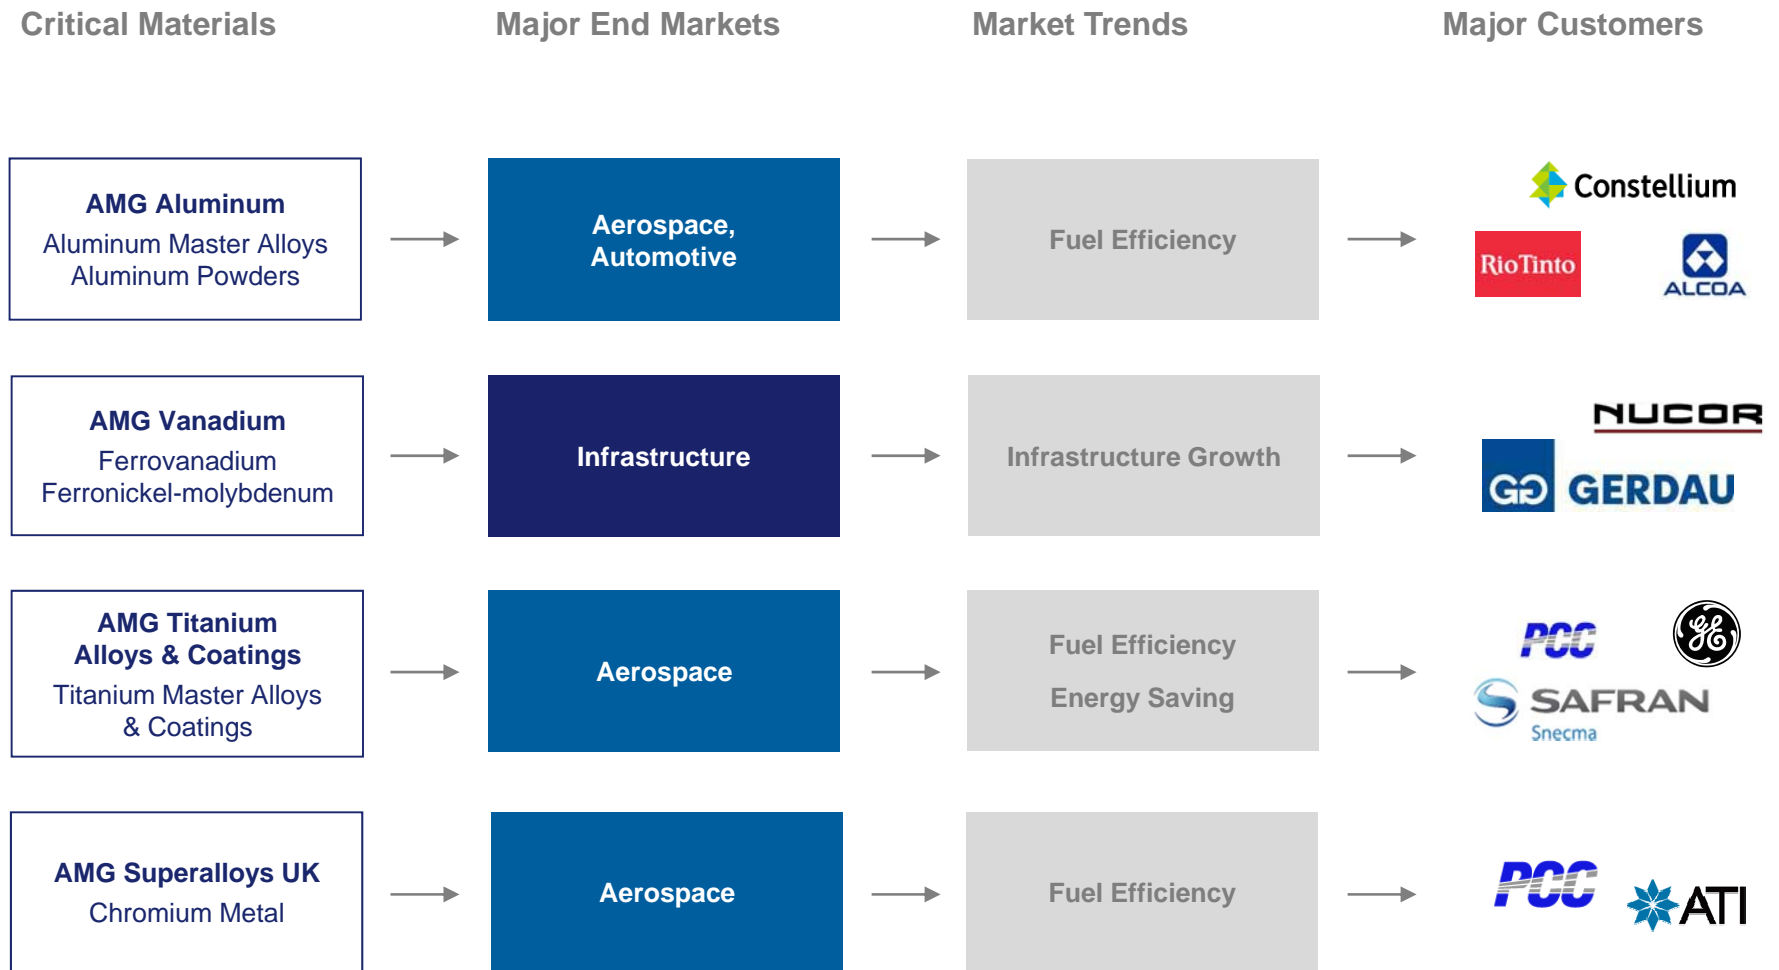 Critical Materials
Major End Markets
Market Trends
Major Customers
AMG Aluminum
Aluminum Master Alloys
Aluminum Powders
Aerospace,
Automotive
Fuel Efficiency
Constellium
RioTinto
ALCOA
AMG Vanadium
Ferrovanadium
Ferronickel-molybdenum
Infrastructure
Infrastructure Growth
NUCOR
GG GERDAU
AMG Titanium
Alloys & Coatings
Titanium Master Alloys
& Coatings
Aerospace
Fuel Efficiency
Energy Saving
PCC
GE
SAFRAN
Snecma
AMG Superalloys UK
Chromium Metal
Aerospace
Fuel Efficiency
PCC
ATI